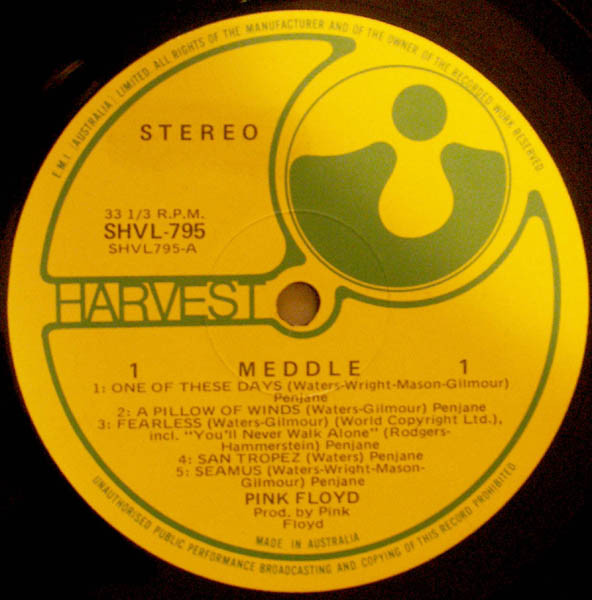 E.M.I. (AUSTRALIA) LIMITED. ALL RIGHTS OF THE MANUFACTURER AND OF THE OWNER OF THE RECORDED WORK RESERVED
STEREO
33 1/3 R.P.M.
SHVL-795
SHVL795-A
HARVEST
1 MEDDLE 1
1: ONE OF THESE DAYS (Waters-Wright-Mason-Gilmour)
Penjane
2: A PILLOW OF WINDS (Waters-Gilmour) Penjane
3: FEARLESS (Waters-Gilmour) (World Copyright Ltd.),
incl. "You'll Never Walk Alone" (Rodgers-
Hammerstein) Penjane
4: SAN TROPEZ (Waters) Penjane
5: SEAMUS (Waters-Wright-Mason-
Gilmour) Penjane
PINK FLOYD
Prod. by Pink
Floyd
MADE IN AUSTRALIA
UNAUTHORISED PUBLIC PERFORMANCE BROADCASTING AND COPYING OF THIS RECORD PROHIBITED